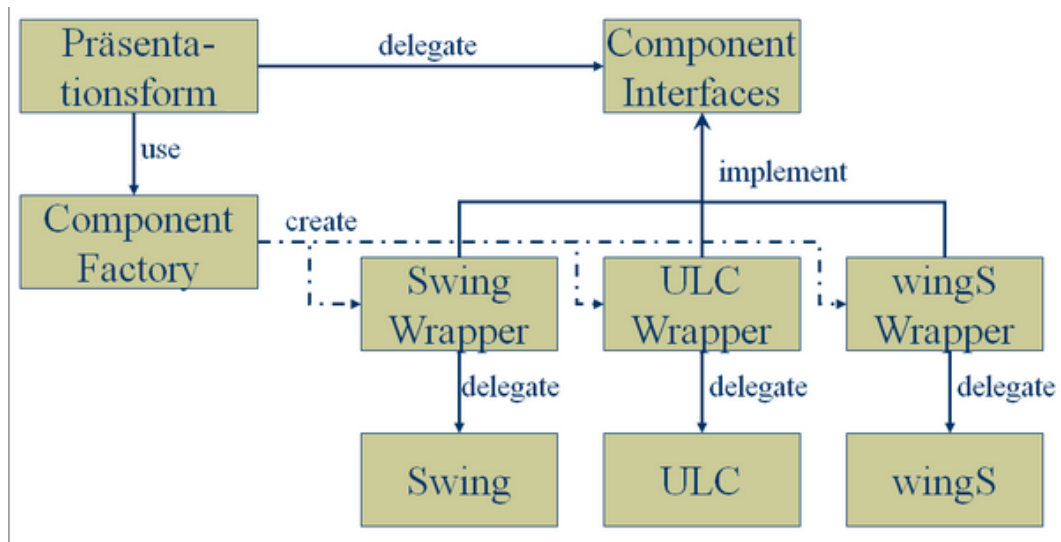 Präsenta-
tionsform
delegate
Component
Interfaces
use
implement
Component
Factory
create
Swing
Wrapper
ULC
Wrapper
wingS
Wrapper
delegate
delegate
delegate
Swing
ULC
wingS